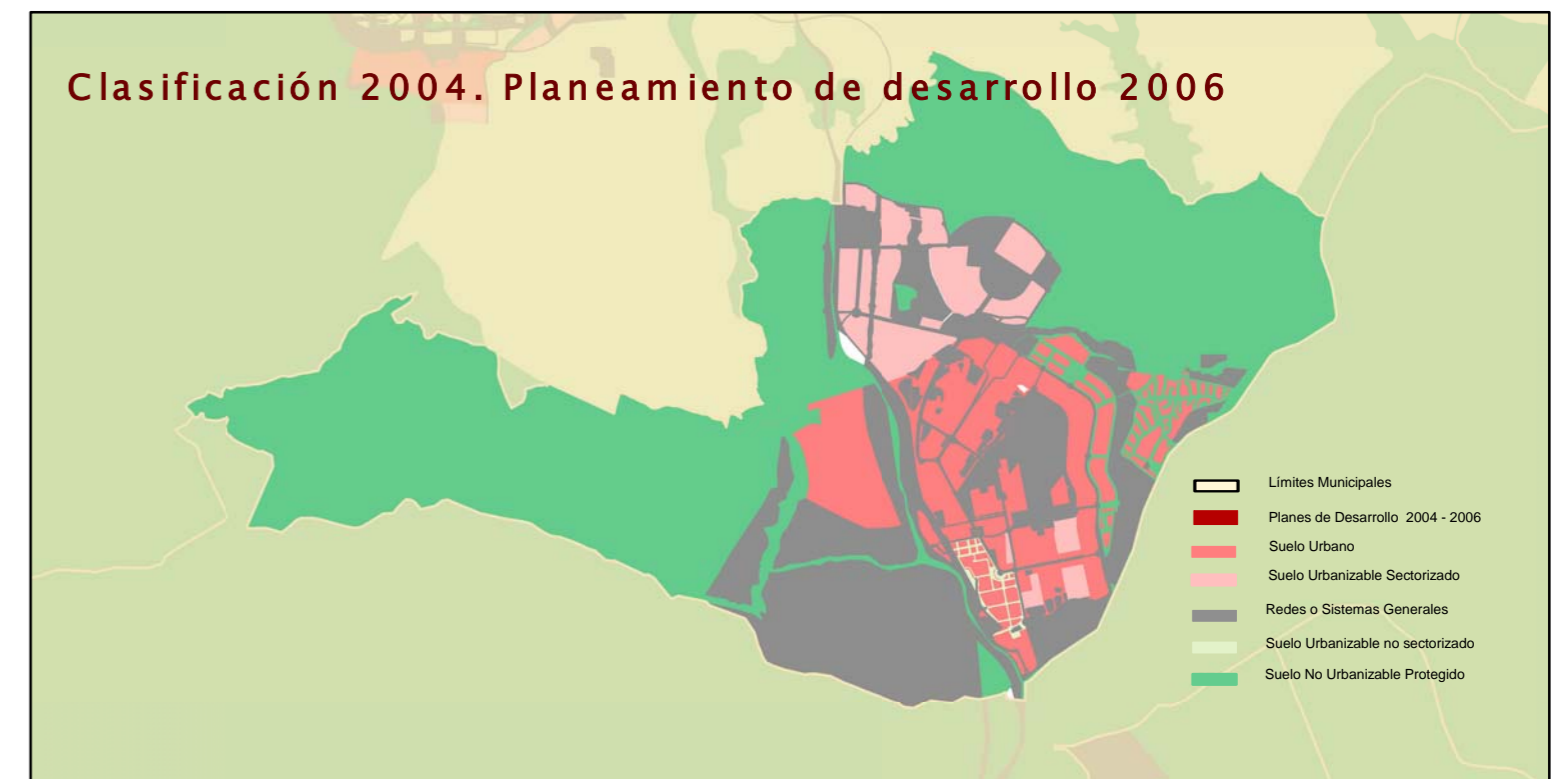 Clasificación 2004. Planeamiento de desarrollo 2006
Límites Municipales
Planes de Desarrollo 2004 - 2006
Suelo Urbano
Suelo Urbanizable Sectorizado
Redes o Sistemas Generales
Suelo Urbanizable no sectorizado
Suelo No Urbanizable Protegido